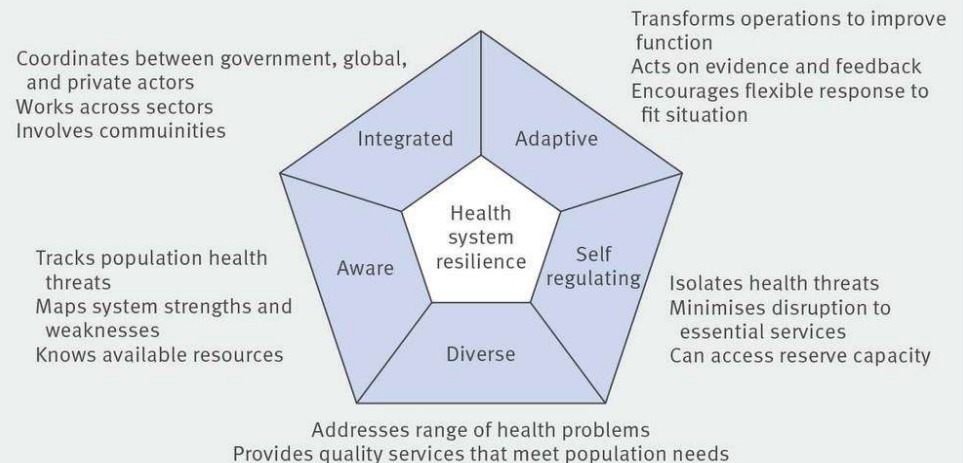 Transforms operations to improve
function
Acts on evidence and feedback
Encourages flexible response to
fit situation
Coordinates between government, global,
and private actors
Works across sectors
Involves commuinities
Integrated
Adaptive
Health
system
resilience
Aware
Self
regulating
Diverse
Tracks population health
threats
Maps system strengths and
weaknesses
Knows available resources
Isolates health threats
Minimises disruption to
essential services
Can access reserve capacity
Addresses range of health problems
Provides quality services that meet population needs